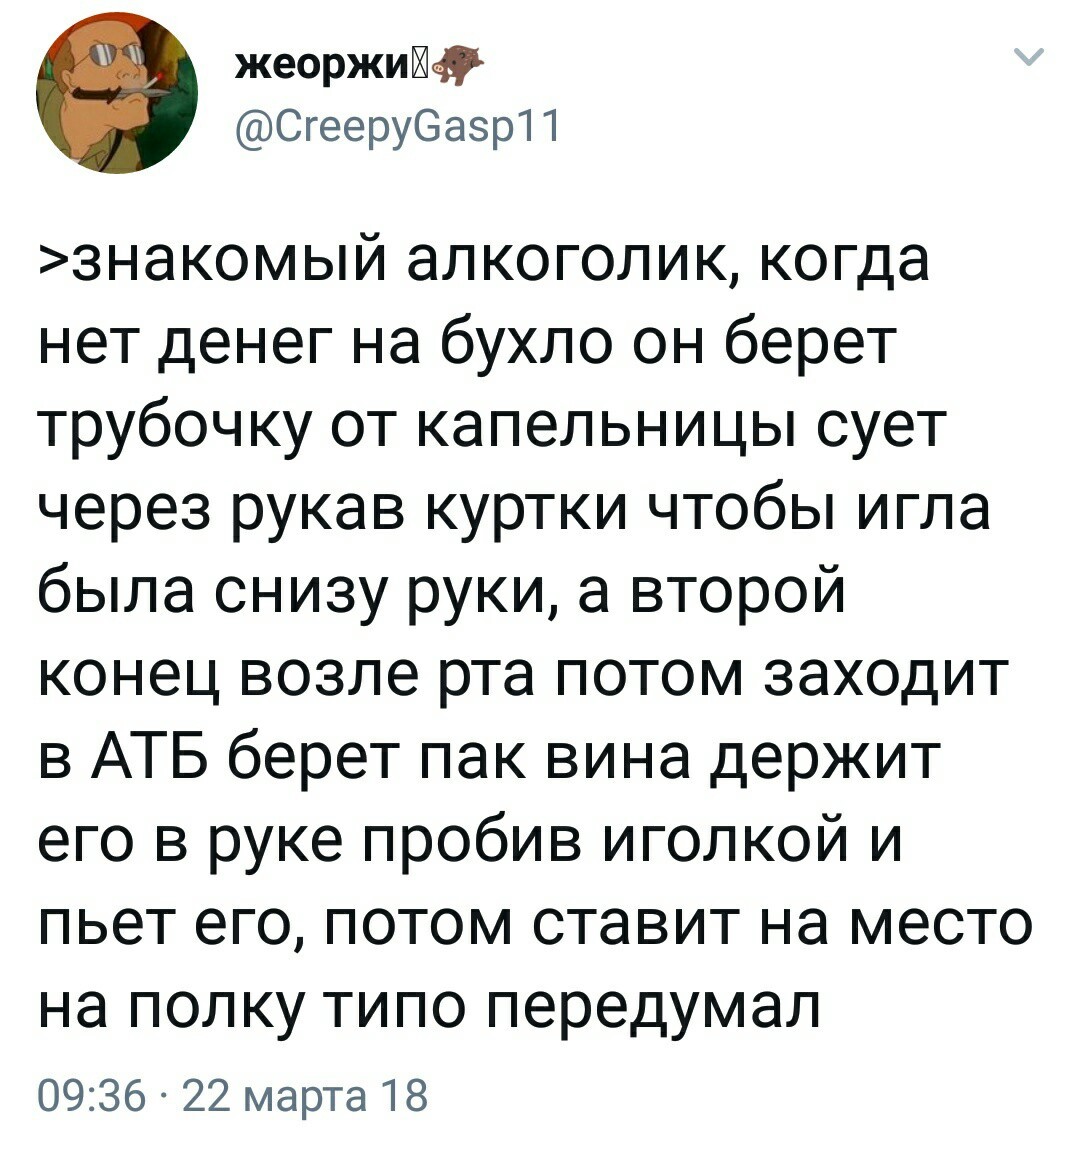 жеоржи🐗
@CreepyGasp11
>знакомый алкоголик, когда
нет денег на бухло он берет
трубочку от капельницы сует
через рукав куртки чтобы игла
была снизу руки, а второй
конец возле рта потом заходит
в АТБ берет пак вина держит
его в руке пробив иголкой и
пьет его, потом ставит на место
на полку типо передумал
09:36 · 22 марта 18